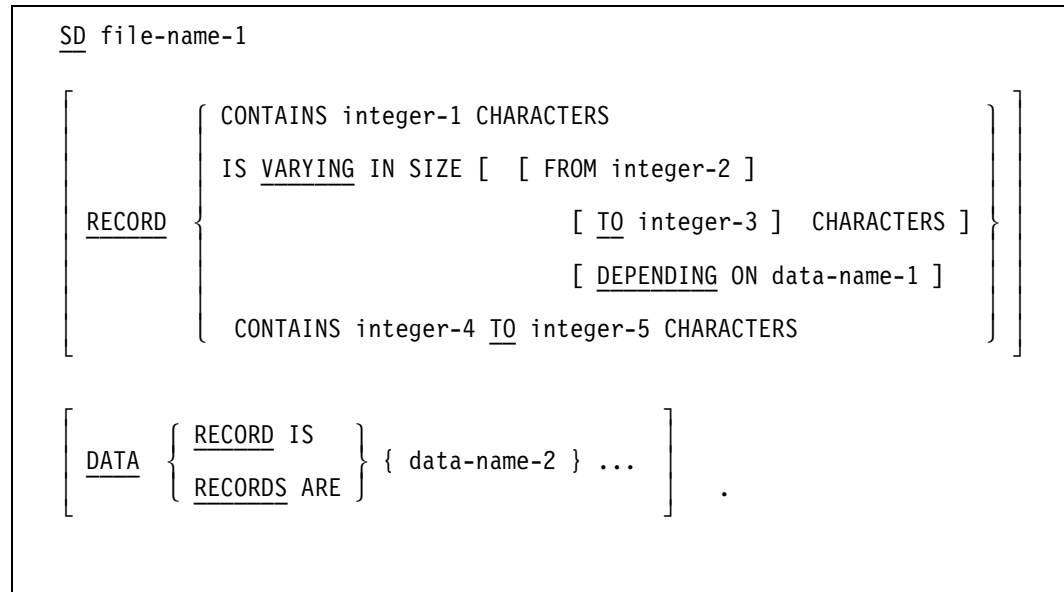 SD file-name-1
CONTAINS integer-1 CHARACTERS
IS VARYING IN SIZE [ [ FROM integer-2 ]
RECORD [ TO integer-3 ] CHARACTERS ]
[ DEPENDING ON data-name-1 ]
CONTAINS integer-4 TO integer-5 CHARACTERS
RECORD IS
DATA { data-name-2 } ... .
RECORDS ARE